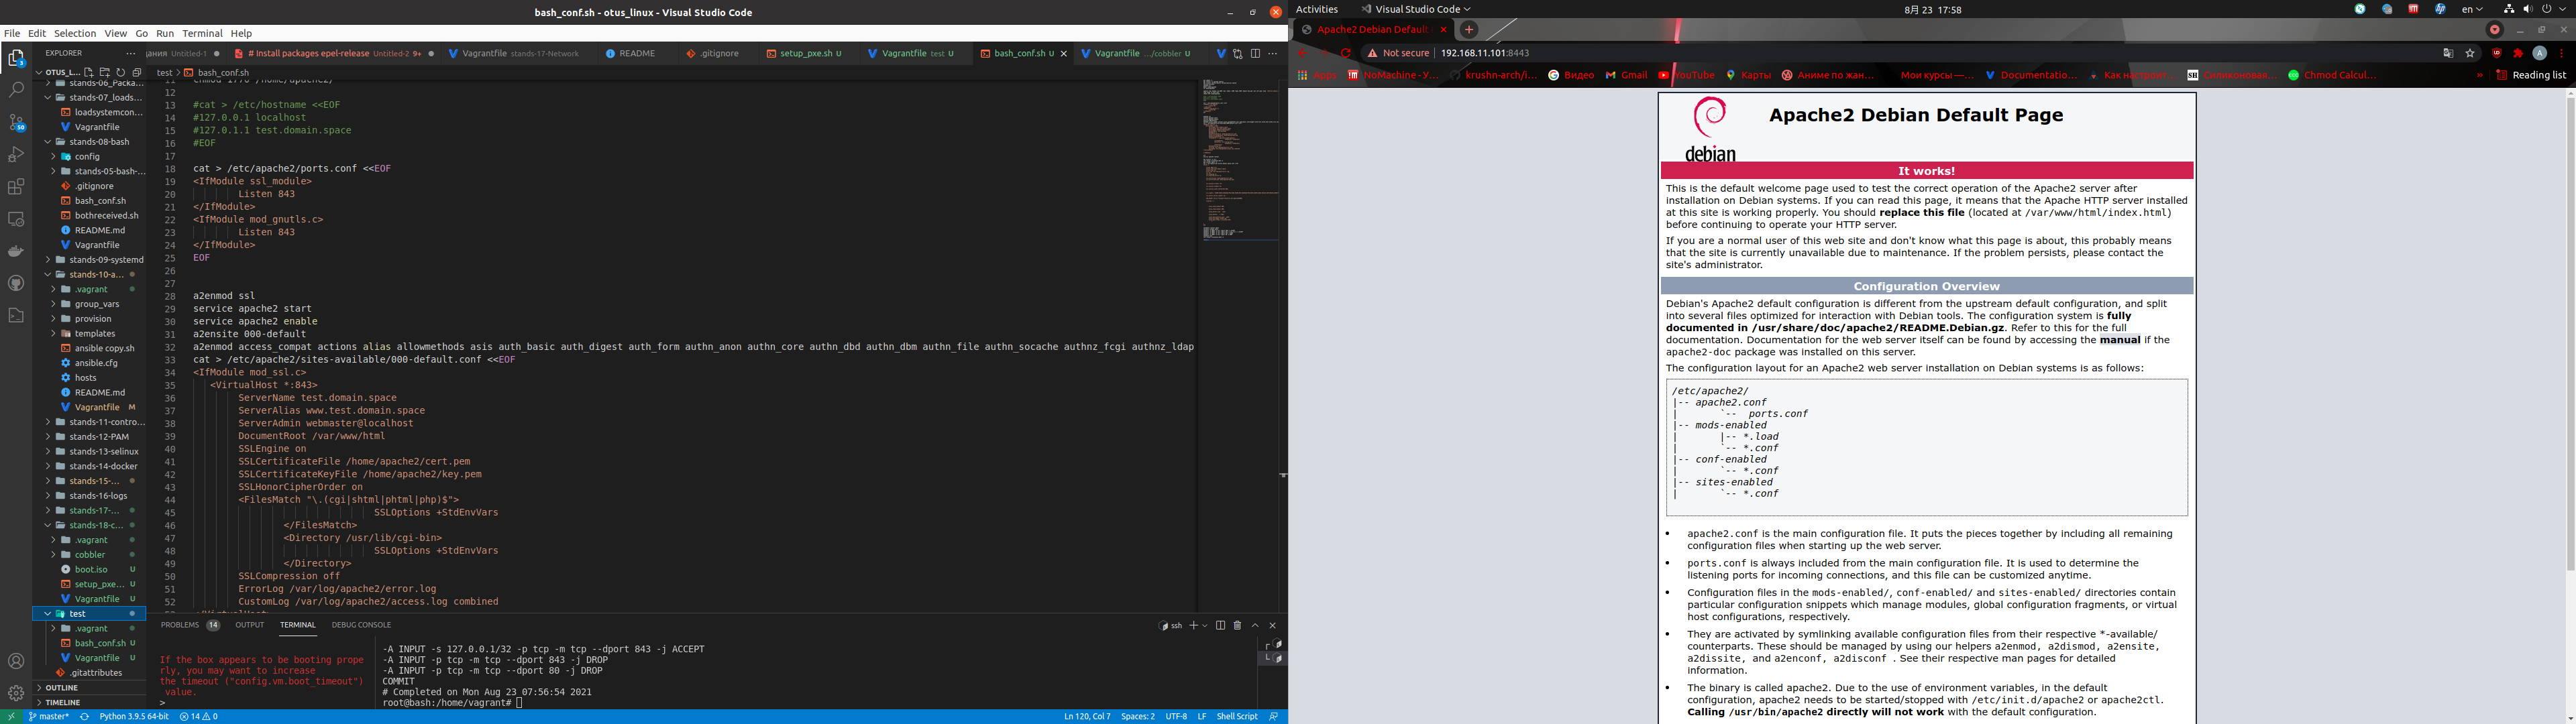 bash_conf.sh - otus_linux - Visual Studio Code
File Edit Selection View Go Run Terminal Help
EXPLORER
Untitled-1
# Install packages epel-release Untitled-2 9+
Vagrantfile stands-17-Network
README
.gitignore
setup_pxe.sh U
Vagrantfile test U
bash_conf.sh U
Vagrantfile .../cobbler U
OTUS_L...
test > bash_conf.sh
stands-06_Packa...
stands-07_loads...
loadsystemcon...
Vagrantfile
stands-08-bash
config
stands-05-bash-...
.gitignore
bash_conf.sh
bothreceived.sh
README.md
Vagrantfile
stands-09-systemd
stands-10-a...
.vagrant
group_vars
provision
templates
ansible copy.sh
ansible.cfg
hosts
README.md
Vagrantfile M
stands-11-contro...
stands-12-PAM
stands-13-selinux
stands-14-docker
stands-15-...
stands-16-logs
stands-17-...
stands-18-c...
.vagrant
cobbler
boot.iso U
setup_pxe... U
Vagrantfile U
test
.vagrant
bash_conf.sh U
Vagrantfile U
.gitattributes
OUTLINE
TIMELINE
12
13 #cat > /etc/hostname <<EOF
14 #127.0.0.1 localhost
15 #127.0.1.1 test.domain.space
16 #EOF
17
18 cat > /etc/apache2/ports.conf <<EOF
19 <IfModule ssl_module>
20 Listen 843
21 </IfModule>
22 <IfModule mod_gnutls.c>
23 Listen 843
24 </IfModule>
25 EOF
26
27
28 a2enmod ssl
29 service apache2 start
30 service apache2 enable
31 a2ensite 000-default
32 a2enmod access_compat actions alias allowmethods asis auth_basic auth_digest auth_form authn_anon authn_core authn_dbd authn_dbm authn_file authn_socache authnz_fcgi authnz_ldap
33 cat > /etc/apache2/sites-available/000-default.conf <<EOF
34 <IfModule mod_ssl.c>
35 <VirtualHost *:843>
36 ServerName test.domain.space
37 ServerAlias www.test.domain.space
38 ServerAdmin webmaster@localhost
39 DocumentRoot /var/www/html
40 SSLEngine on
41 SSLCertificateFile /home/apache2/cert.pem
42 SSLCertificateKeyFile /home/apache2/key.pem
43 SSLHonorCipherOrder on
44 <FilesMatch "\.(cgi|shtml|phtml|php)$">
45 SSLOptions +StdEnvVars
46 </FilesMatch>
47 <Directory /usr/lib/cgi-bin>
48 SSLOptions +StdEnvVars
49 </Directory>
50 SSLCompression off
51 ErrorLog /var/log/apache2/error.log
52 CustomLog /var/log/apache2/access.log combined
PROBLEMS 14 OUTPUT TERMINAL DEBUG CONSOLE
ssh
If the box appears to be booting prope
rly, you may want to increase
the timeout ("config.vm.boot_timeout")
value.
>
-A INPUT -s 127.0.0.1/32 -p tcp -m tcp --dport 843 -j ACCEPT
-A INPUT -p tcp -m tcp --dport 843 -j DROP
-A INPUT -p tcp -m tcp --dport 80 -j DROP
COMMIT
# Completed on Mon Aug 23 07:56:54 2021
root@bash:/home/vagrant#
master* Python 3.9.5 64-bit 14 0
Ln 120, Col 7 Spaces: 2 UTF-8 LF Shell Script
Activities Visual Studio Code 8月 23 17:58 en
Apache2 Debian Default
Not secure 192.168.11.101:8443
Apps NoMachine - У... krushn-arch/i... Видео Gmail YouTube Карты Аниме по жан... Мои курсы —... Documentatio... Как настроит... Силиконовая... Chmod Calcul... » Reading list
debian
Apache2 Debian Default Page
It works!
This is the default welcome page used to test the correct operation of the Apache2 server after
installation on Debian systems. If you can read this page, it means that the Apache HTTP server installed
at this site is working properly. You should replace this file (located at /var/www/html/index.html)
before continuing to operate your HTTP server.
If you are a normal user of this web site and don't know what this page is about, this probably means
that the site is currently unavailable due to maintenance. If the problem persists, please contact the
site's administrator.
Configuration Overview
Debian's Apache2 default configuration is different from the upstream default configuration, and split
into several files optimized for interaction with Debian tools. The configuration system is fully
documented in /usr/share/doc/apache2/README.Debian.gz. Refer to this for the full
documentation. Documentation for the web server itself can be found by accessing the manual if the
apache2-doc package was installed on this server.
The configuration layout for an Apache2 web server installation on Debian systems is as follows:
/etc/apache2/
|-- apache2.conf
| `-- ports.conf
|-- mods-enabled
| |-- *.load
| `-- *.conf
|-- conf-enabled
| `-- *.conf
|-- sites-enabled
| `-- *.conf
• apache2.conf is the main configuration file. It puts the pieces together by including all remaining
configuration files when starting up the web server.
• ports.conf is always included from the main configuration file. It is used to determine the
listening ports for incoming connections, and this file can be customized anytime.
• Configuration files in the mods-enabled/, conf-enabled/ and sites-enabled/ directories contain
particular configuration snippets which manage modules, global configuration fragments, or virtual
host configurations, respectively.
• They are activated by symlinking available configuration files from their respective *-available/
counterparts. These should be managed by using our helpers a2enmod, a2dismod, a2ensite,
a2dissite, and a2enconf, a2disconf . See their respective man pages for detailed
information.
• The binary is called apache2. Due to the use of environment variables, in the default
configuration, apache2 needs to be started/stopped with /etc/init.d/apache2 or apache2ctl.
Calling /usr/bin/apache2 directly will not work with the default configuration.